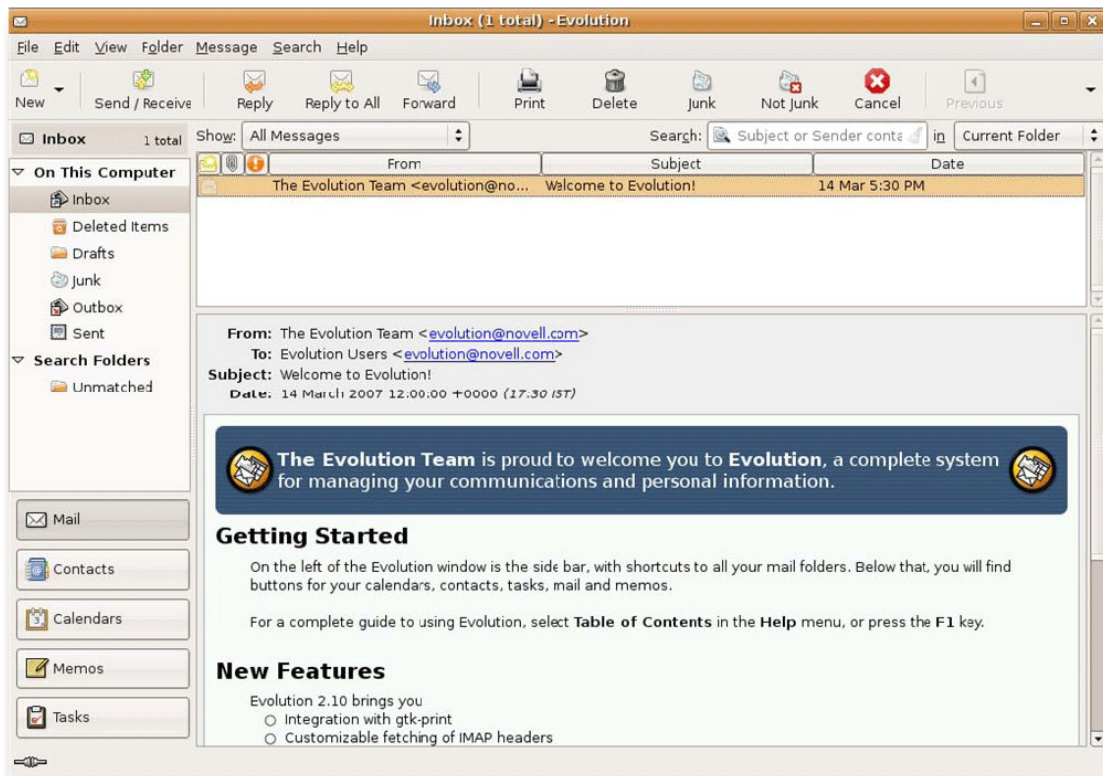 Inbox (1 total) - Evolution
File Edit View Folder Message Search Help
New Send / Receive Reply Reply to All Forward Print Delete Junk Not Junk Cancel Previous
Inbox 1 total
Show: All Messages Search: Subject or Sender conta in Current Folder
On This Computer
Inbox
Deleted Items
Drafts
Junk
Outbox
Sent
Search Folders
Unmatched
Mail
Contacts
Calendars
Memos
Tasks
From Subject Date
The Evolution Team <evolution@no... Welcome to Evolution! 14 Mar 5:30 PM
From: The Evolution Team <evolution@novell.com>
To: Evolution Users <evolution@novell.com>
Subject: Welcome to Evolution!
Date: 14 March 2007 12:00:00 +0000 (17:30 IST)
The Evolution Team is proud to welcome you to Evolution, a complete system
for managing your communications and personal information.
Getting Started
On the left of the Evolution window is the side bar, with shortcuts to all your mail folders. Below that, you will find
buttons for your calendars, contacts, tasks, mail and memos.
For a complete guide to using Evolution, select Table of Contents in the Help menu, or press the F1 key.
New Features
Evolution 2.10 brings you
Integration with gtk-print
Customizable fetching of IMAP headers